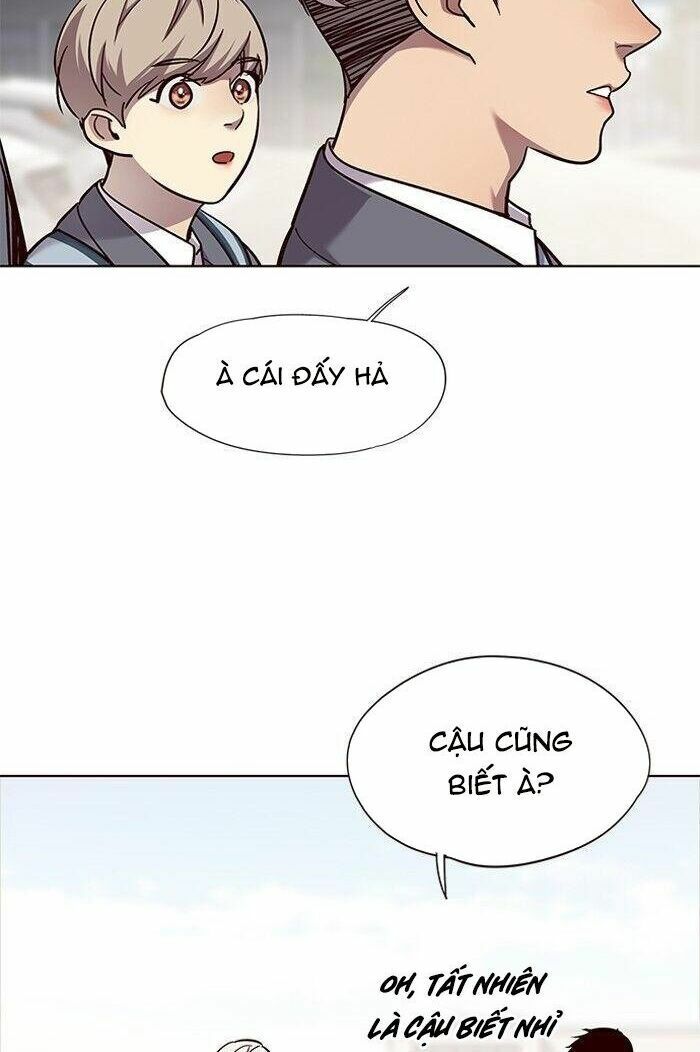 À CÁI ĐẤY HẢ
CẬU CŨNG
BIẾT À?
OH, TẤT NHIÊN
LÀ CẬU BIẾT NHỈ